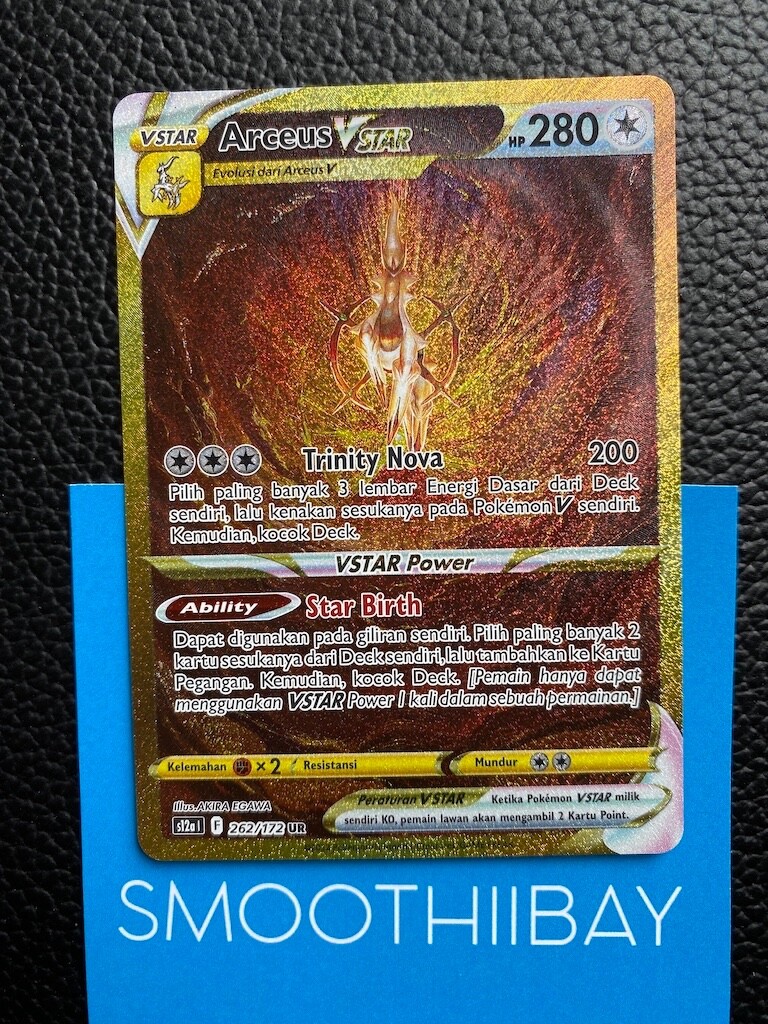 VSTAR
Arceus VSTAR
HP 280
Evolusi dari Arceus V
Trinity Nova 200
Pilih paling banyak 3 lembar Energi Dasar dari Deck
sendiri, lalu kenakan sesukanya pada Pokémon V sendiri.
Kemudian, kocok Deck.
VSTAR Power
Ability Star Birth
Dapat digunakan pada giliran sendiri. Pilih paling banyak 2
kartu sesukanya dari Deck sendiri, lalu tambahkan ke Kartu
Pegangan. Kemudian, kocok Deck. [Pemain hanya dapat
menggunakan VSTAR Power 1 kali dalam sebuah permainan.]
Kelemahan ×2 Resistansi Mundur
Illus. AKIRA EGAWA
s12a I F 262/172 UR
Peraturan VSTAR Ketika Pokémon VSTAR milik
sendiri KO, pemain lawan akan mengambil 2 Kartu Point.
SMOOTHIIBAY